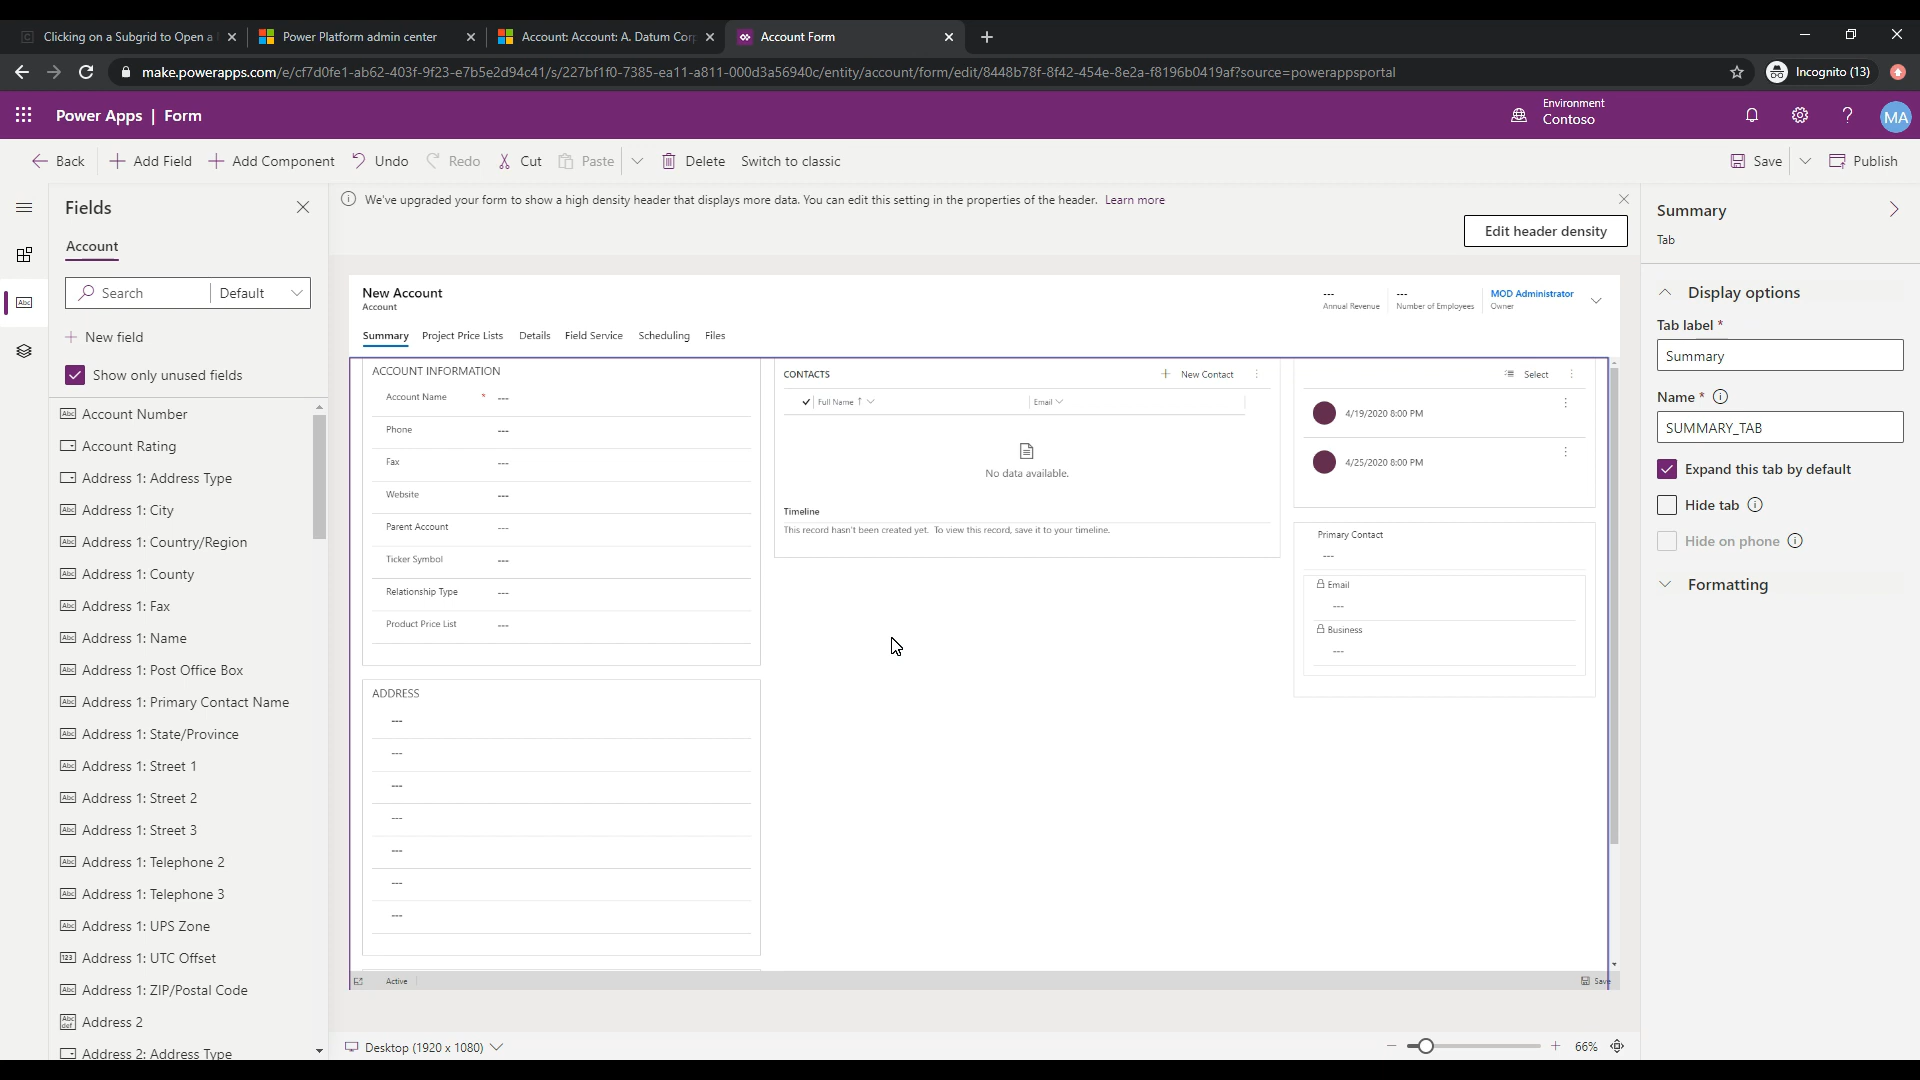 Clicking on a Subgrid to Open a
Power Platform admin center
Account: Account: A. Datum Corp
Account Form
make.powerapps.com/e/cf7d0fe1-ab62-403f-9f23-e7b5e2d94c41/s/227bf1f0-7385-ea11-a811-000d3a56940c/entity/account/form/edit/8448b78f-8f42-454e-8e2a-f8196b0419af?source=powerappsportal
Incognito (13)
Power Apps | Form
Environment
Contoso
MA
Back
Add Field
Add Component
Undo
Redo
Cut
Paste
Delete
Switch to classic
Save
Publish
Fields
Account
Search
Default
New field
Show only unused fields
Account Number
Account Rating
Address 1: Address Type
Address 1: City
Address 1: Country/Region
Address 1: County
Address 1: Fax
Address 1: Name
Address 1: Post Office Box
Address 1: Primary Contact Name
Address 1: State/Province
Address 1: Street 1
Address 1: Street 2
Address 1: Street 3
Address 1: Telephone 2
Address 1: Telephone 3
Address 1: UPS Zone
Address 1: UTC Offset
Address 1: ZIP/Postal Code
Address 2
Address 2: Address Type
We've upgraded your form to show a high density header that displays more data. You can edit this setting in the properties of the header. Learn more
Edit header density
New Account
Account
--- Annual Revenue
--- Number of Employees
MOD Administrator
Owner
Summary
Project Price Lists
Details
Field Service
Scheduling
Files
ACCOUNT INFORMATION
Account Name * ---
Phone ---
Fax ---
Website ---
Parent Account ---
Ticker Symbol ---
Relationship Type ---
Product Price List ---
ADDRESS
---
---
---
---
---
---
---
CONTACTS
New Contact
Full Name
Email
No data available.
Timeline
This record hasn't been created yet. To view this record, save it to your timeline.
Select
4/19/2020 8:00 PM
4/25/2020 8:00 PM
Primary Contact
---
Email
---
Business
---
Active
Save
Desktop (1920 x 1080)
66%
Summary
Tab
Display options
Tab label *
Summary
Name *
SUMMARY_TAB
Expand this tab by default
Hide tab
Hide on phone
Formatting